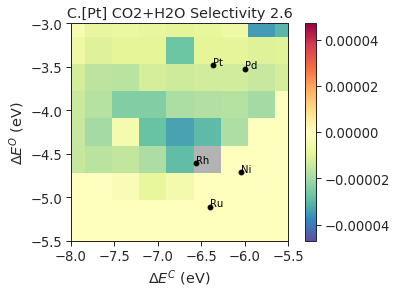 C.[Pt] CO2+H2O Selectivity 2.6
−3.0
−3.5
−4.0
−4.5
−5.0
−5.5
ΔE^O (eV)
Pt
Pd
Rh
Ni
Ru
−8.0 −7.5 −7.0 −6.5 −6.0 −5.5
ΔE^C (eV)
0.00004
0.00002
0.00000
−0.00002
−0.00004